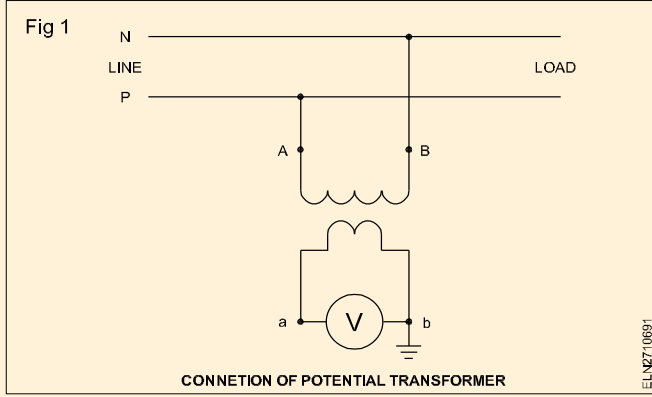 Fig 1
N
LINE
LOAD
P
A
B
a
V
b
CONNETION OF POTENTIAL TRANSFORMER
ELN2710691